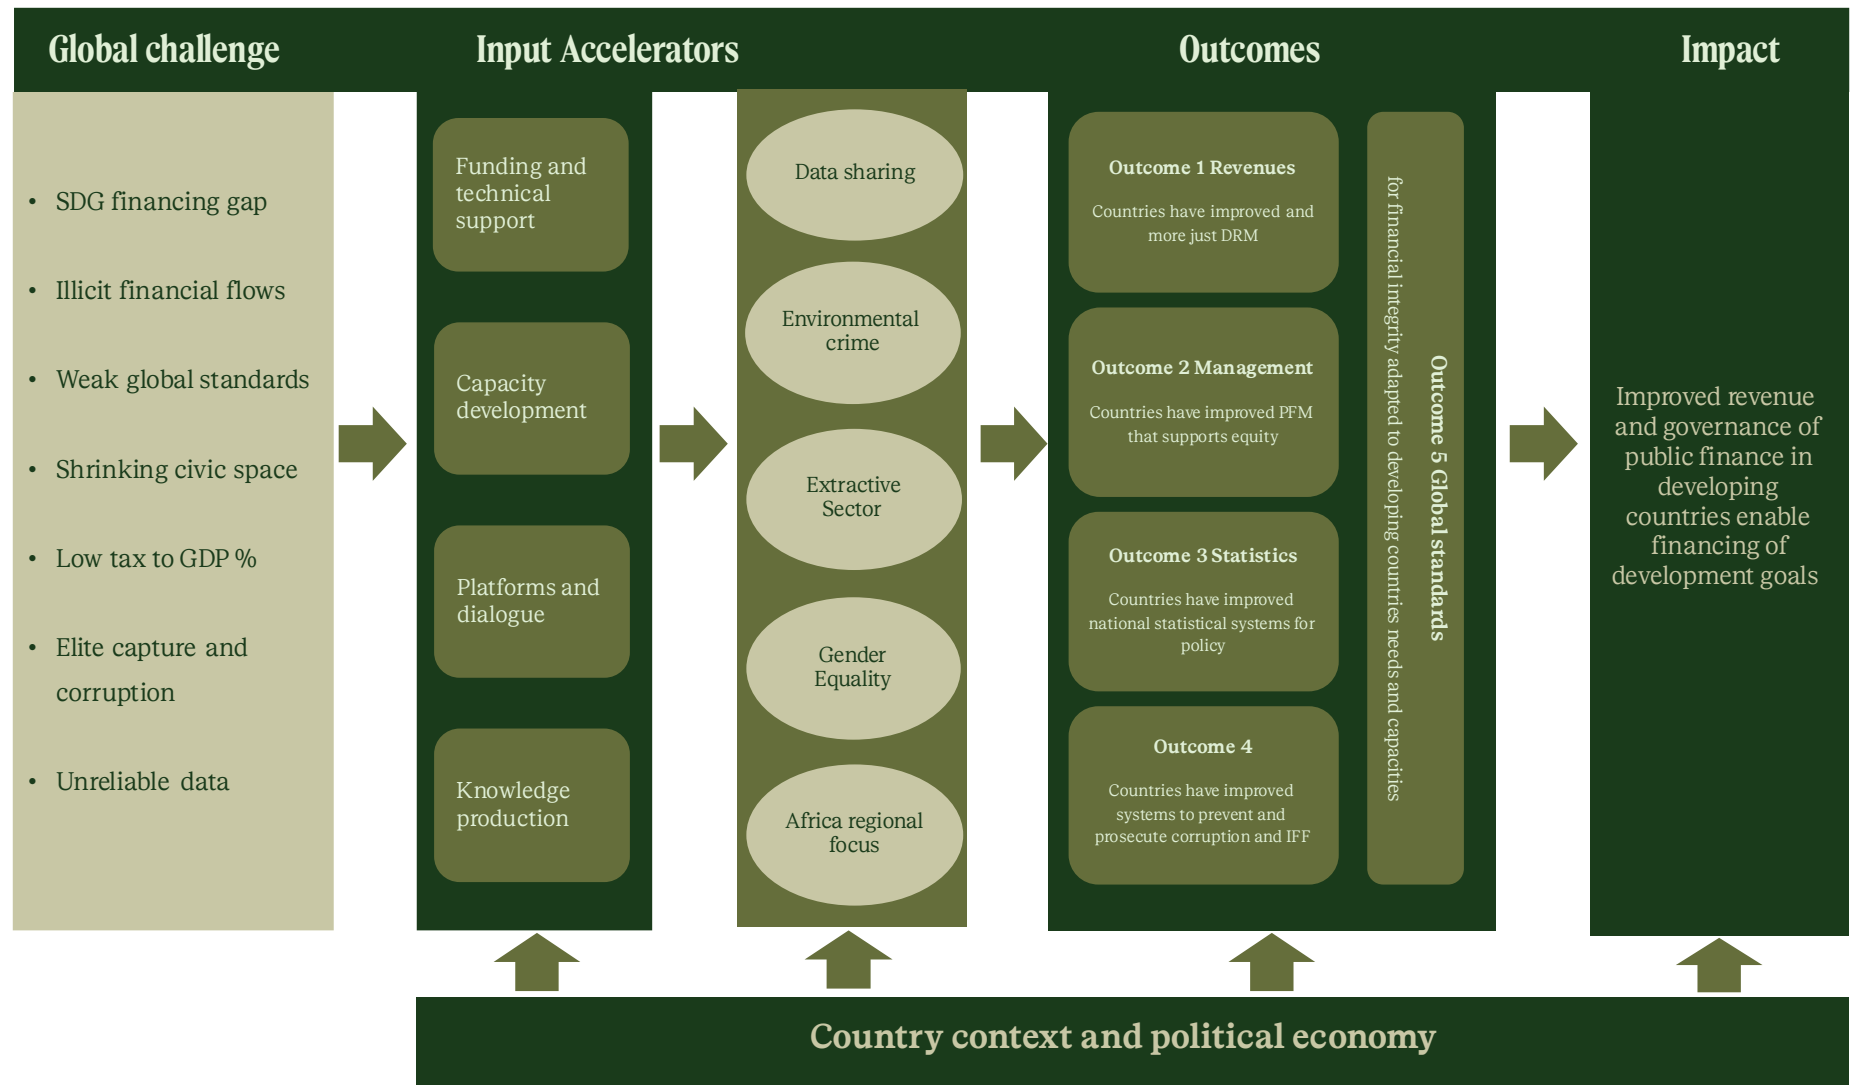 Global challenge
Input Accelerators
Outcomes
Impact
• SDG financing gap
• Illicit financial flows
• Weak global standards
• Shrinking civic space
• Low tax to GDP %
• Elite capture and
corruption
• Unreliable data
Funding and
technical
support
Capacity
development
Platforms and
dialogue
Knowledge
production
Data sharing
Environmental
crime
Extractive
Sector
Gender
Equality
Africa regional
focus
Outcome 1 Revenues
Countries have improved and
more just DRM
Outcome 2 Management
Countries have improved PFM
that supports equity
Outcome 3 Statistics
Countries have improved
national statistical systems for
policy
Outcome 4
Countries have improved
systems to prevent and
prosecute corruption and IFF
Outcome 5 Global standards
for financial integrity adapted to developing countries needs and capacities
Improved revenue
and governance of
public finance in
developing
countries enable
financing of
development goals
Country context and political economy